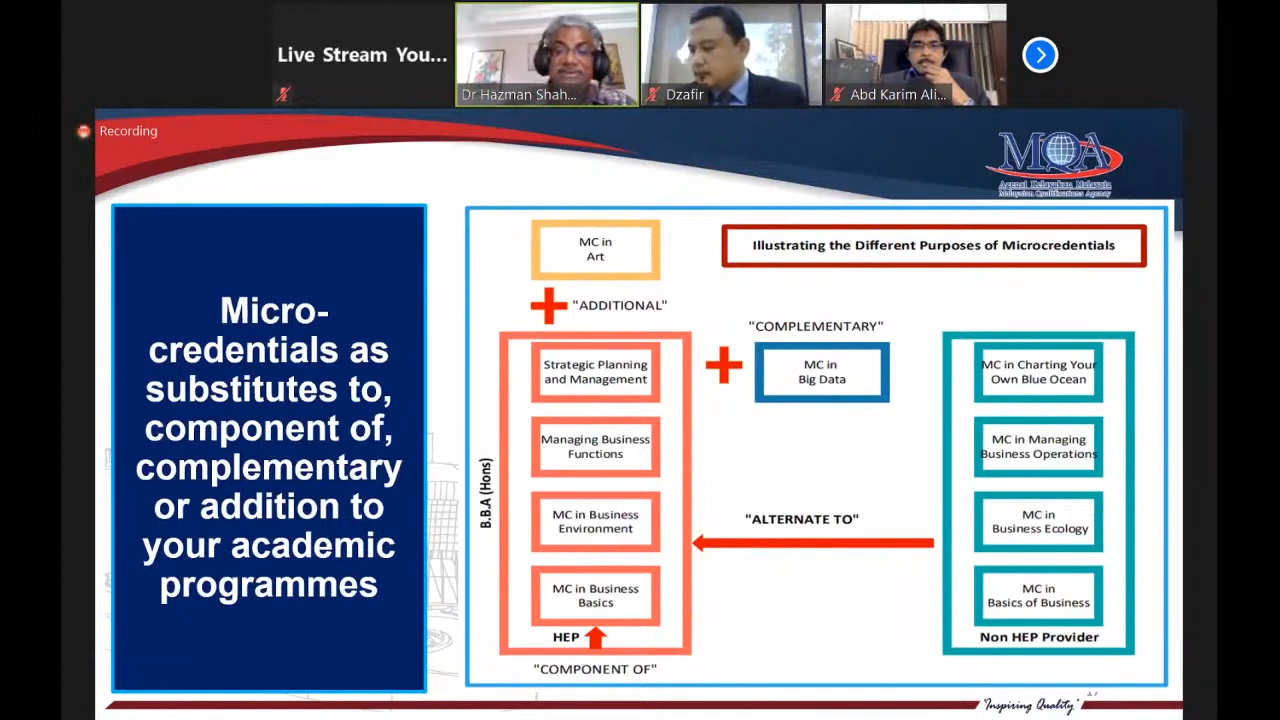 Live Stream You...
Dr Hazman Shah...
Dzafir
Abd Karim Ali...
Recording
MQA
Agensi Kelayakan Malaysia
Malaysian Qualifications Agency
Micro-
credentials as
substitutes to,
component of,
complementary
or addition to
your academic
programmes
Illustrating the Different Purposes of Microcredentials
MC in
Art
"ADDITIONAL"
"COMPLEMENTARY"
B.B.A (Hons)
Strategic Planning
and Management
Managing Business
Functions
MC in Business
Environment
MC in Business
Basics
HEP
"COMPONENT OF"
MC in
Big Data
"ALTERNATE TO"
MC in Charting Your
Own Blue Ocean
MC in Managing
Business Operations
MC in
Business Ecology
MC in
Basics of Business
Non HEP Provider
'Inspiring Quality'